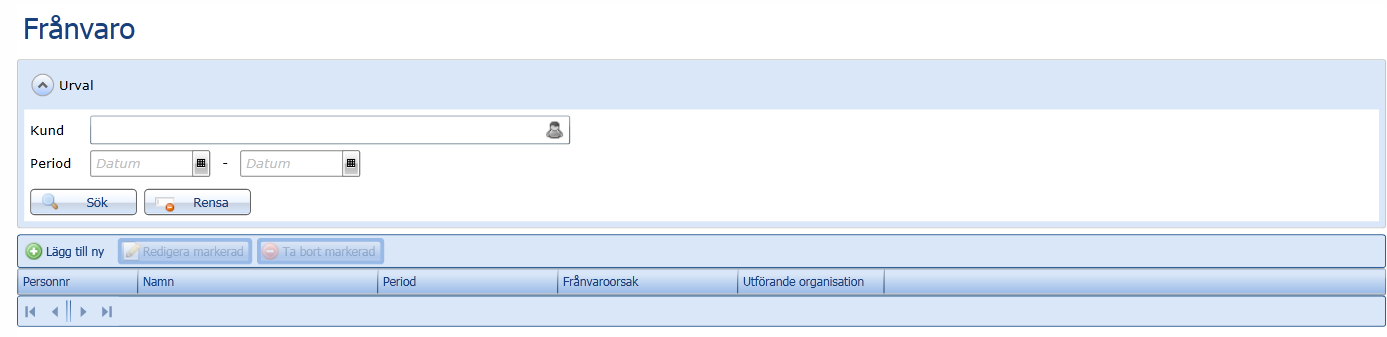 Frånvaro
Urval
Kund
Period Datum - Datum
Sök Rensa
Lägg till ny Redigera markerad Ta bort markerad
Personnr Namn Period Frånvaroorsak Utförande organisation